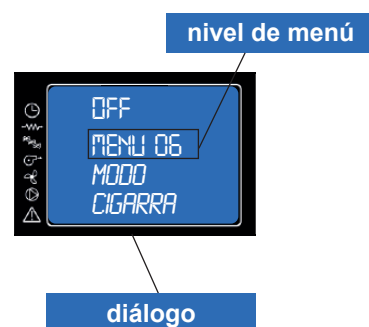 nivel de menú
OFF
MENU 06
MODO
CIGARRA
diálogo